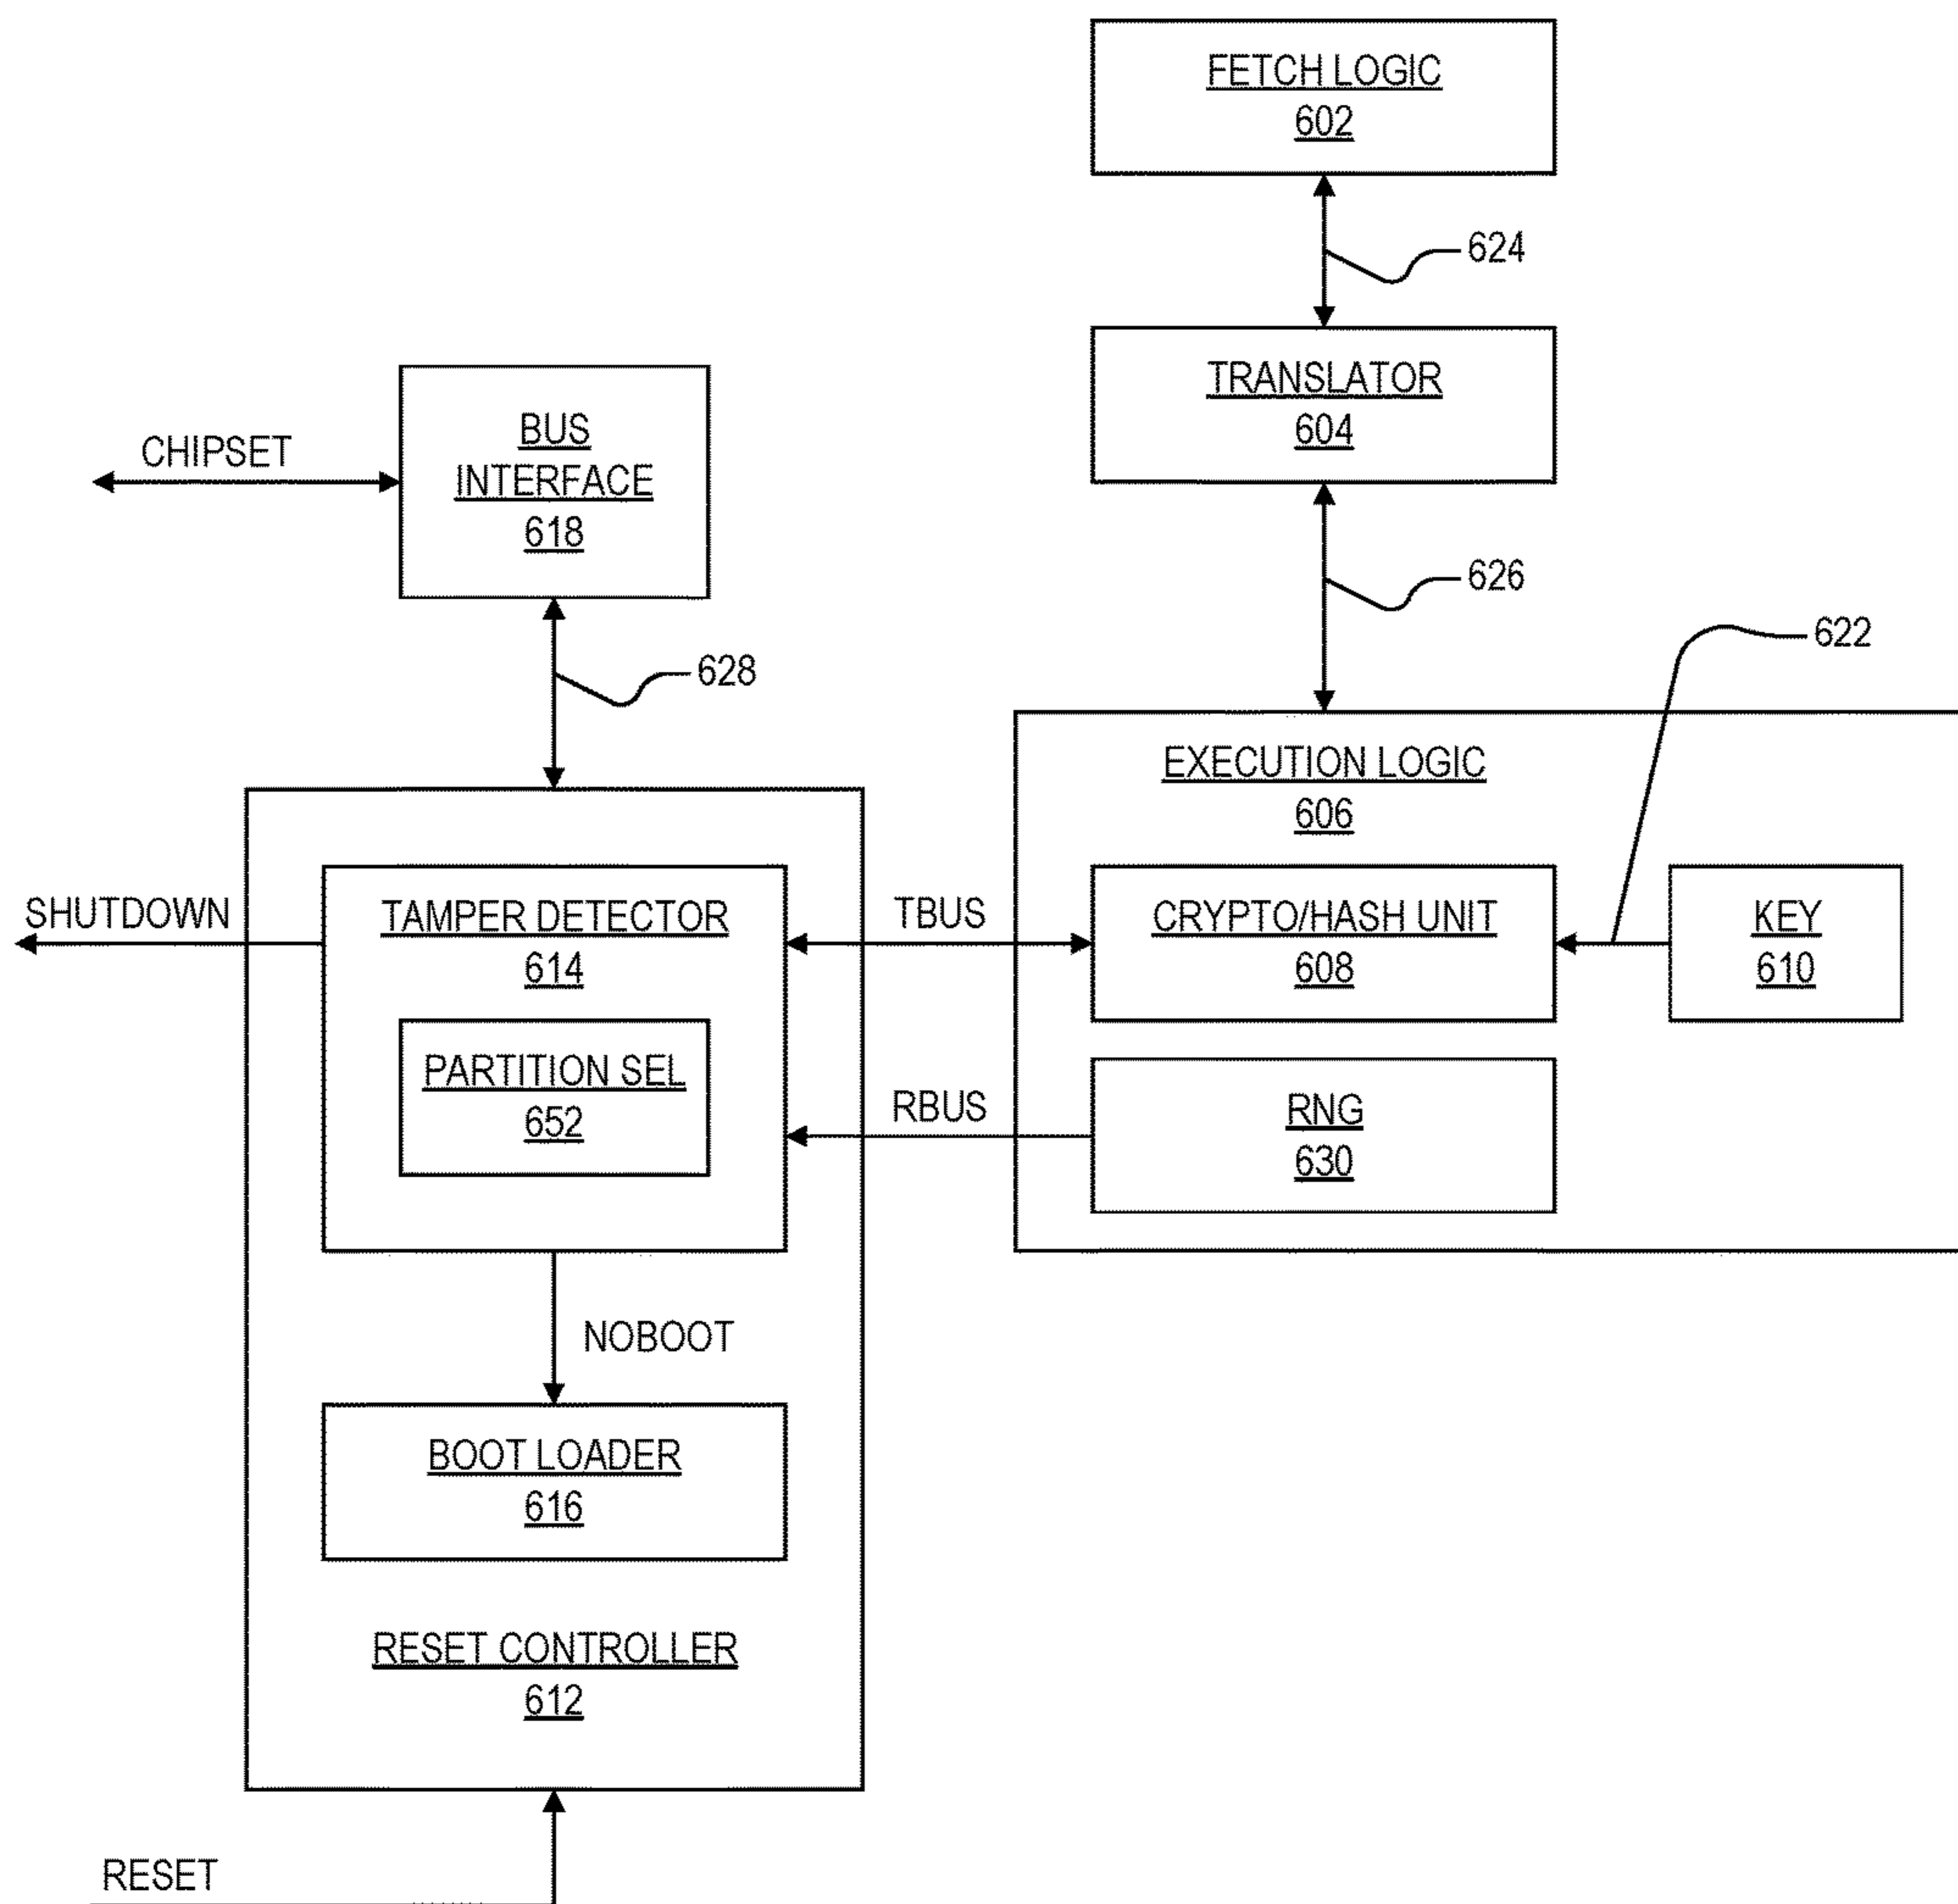 FETCH LOGIC
602
624
TRANSLATOR
604
CHIPSET
BUS
INTERFACE
618
626
622
628
EXECUTION LOGIC
606
SHUTDOWN
TAMPER DETECTOR
614
TBUS
CRYPTO/HASH UNIT
608
KEY
610
PARTITION SEL
652
RBUS
RNG
630
NOBOOT
BOOT LOADER
616
RESET CONTROLLER
612
RESET